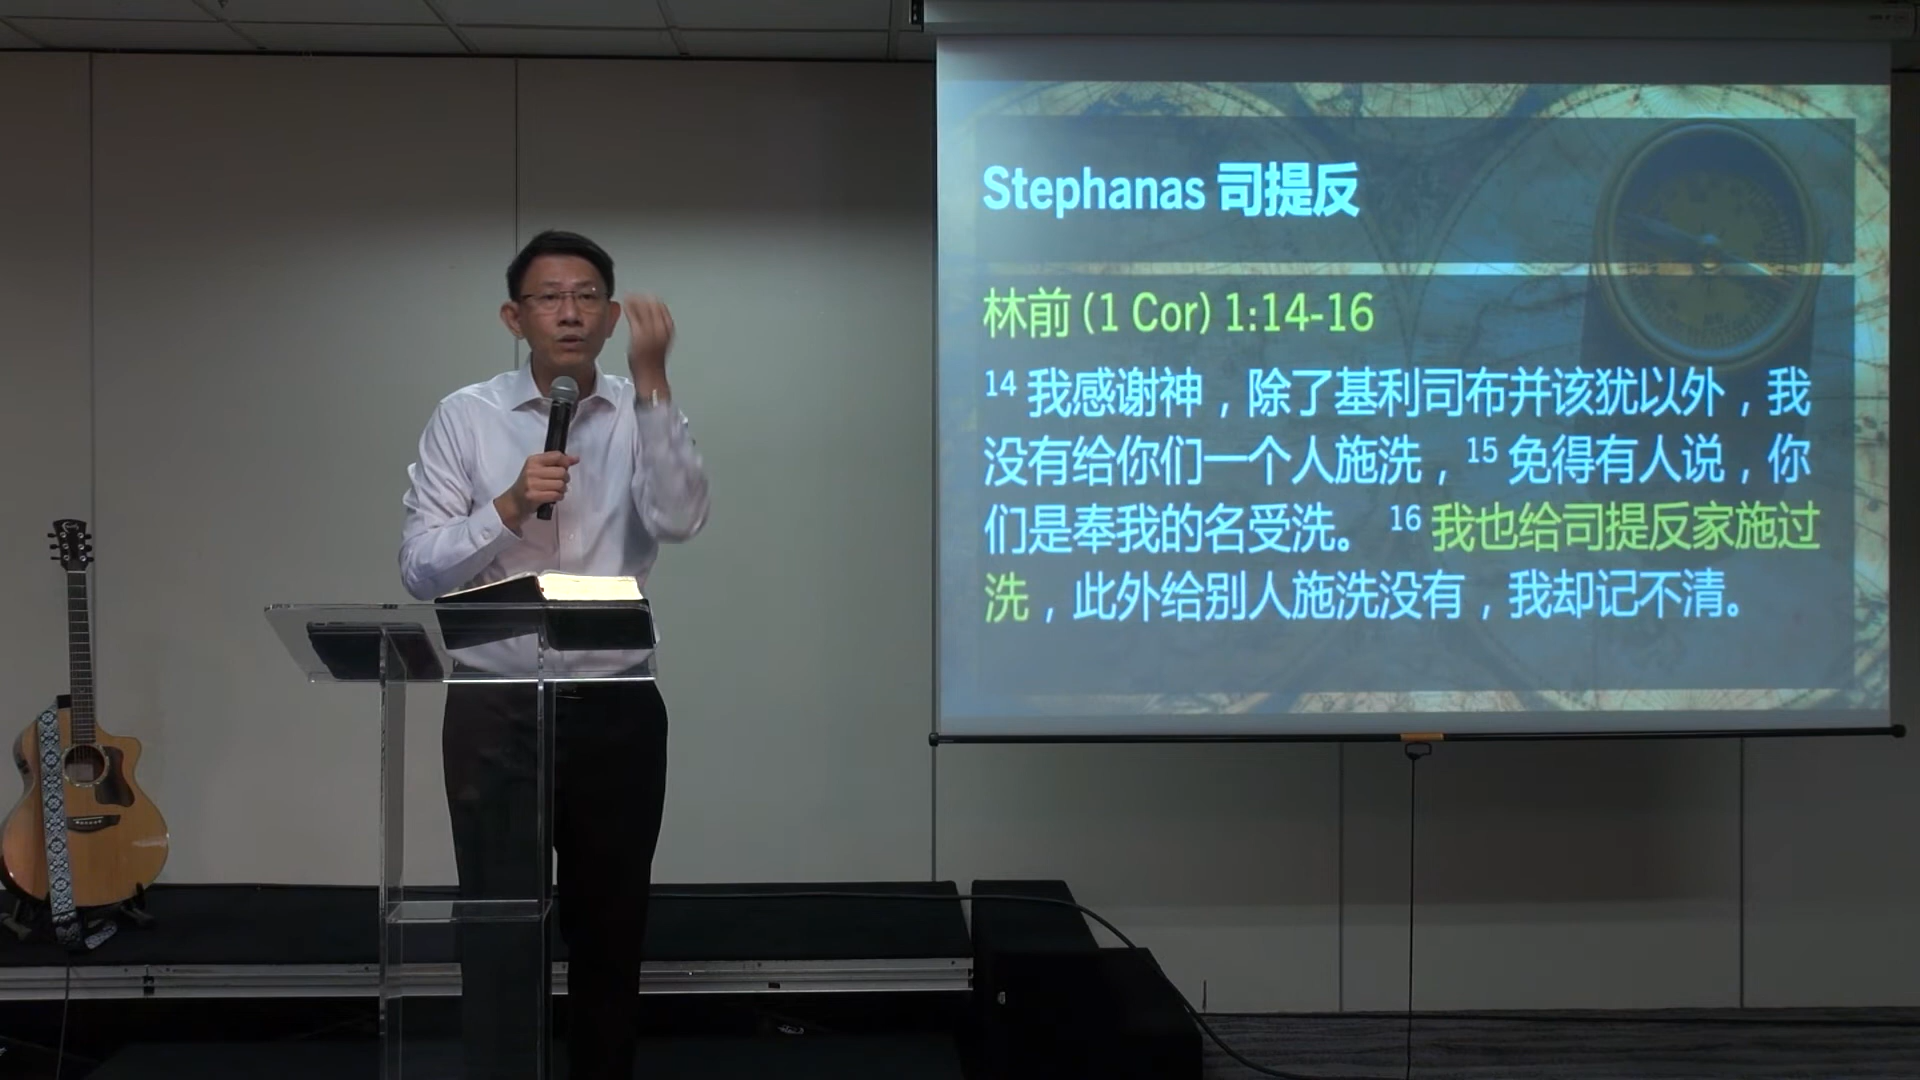 Stephanas 司提反
林前 (1 Cor) 1:14-16
14 我感谢神，除了基利司布并该犹以外，我
没有给你们一个人施洗，15 免得有人说，你
们是奉我的名受洗。 16 我也给司提反家施过
洗，此外给别人施洗没有，我却记不清。